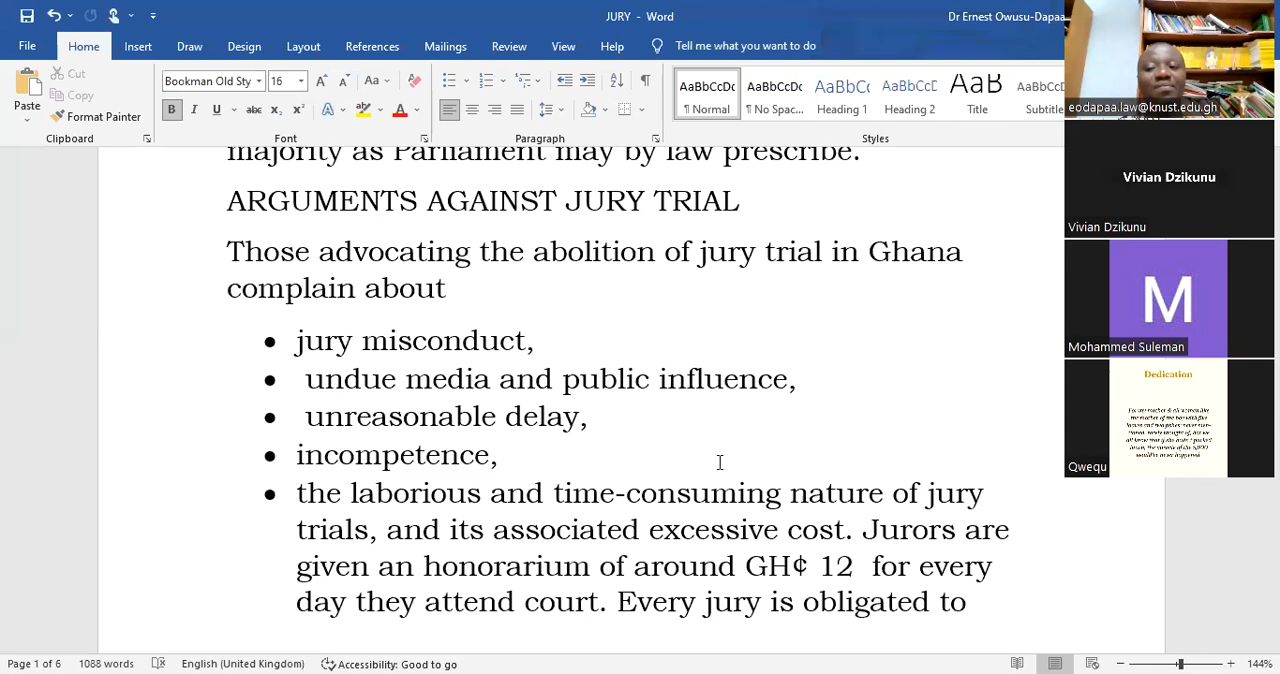 JURY - Word
Dr Ernest Owusu-Dapaa
File Home Insert Draw Design Layout References Mailings Review View Help Tell me what you want to do
Paste
Cut
Copy
Format Painter
Clipboard
Bookman Old Sty 16
Font
Paragraph
AaBbCcDc AaBbCcDc AaBbCcD AaBbCcD AaB AaBbCcD
¶ Normal ¶ No Spac... Heading 1 Heading 2 Title Subtitle
Styles
majority as Parliament may by law prescribe.
ARGUMENTS AGAINST JURY TRIAL
Those advocating the abolition of jury trial in Ghana
complain about
• jury misconduct,
• undue media and public influence,
• unreasonable delay,
• incompetence,
• the laborious and time-consuming nature of jury
trials, and its associated excessive cost. Jurors are
given an honorarium of around GH¢ 12 for every
day they attend court. Every jury is obligated to
Page 1 of 6 1088 words English (United Kingdom) Accessibility: Good to go 144%
eodapaa.law@knust.edu.gh
Vivian Dzikunu
Vivian Dzikunu
M
Mohammed Suleman
Dedication
Qwequ